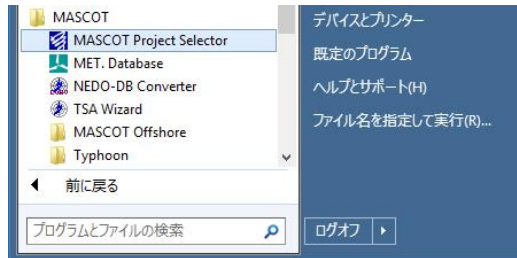 MASCOT
MASCOT Project Selector
MET. Database
NEDO-DB Converter
TSA Wizard
MASCOT Offshore
Typhoon
前に戻る
プログラムとファイルの検索
デバイスとプリンター
既定のプログラム
ヘルプとサポート(H)
ファイル名を指定して実行(R)...
ログオフ